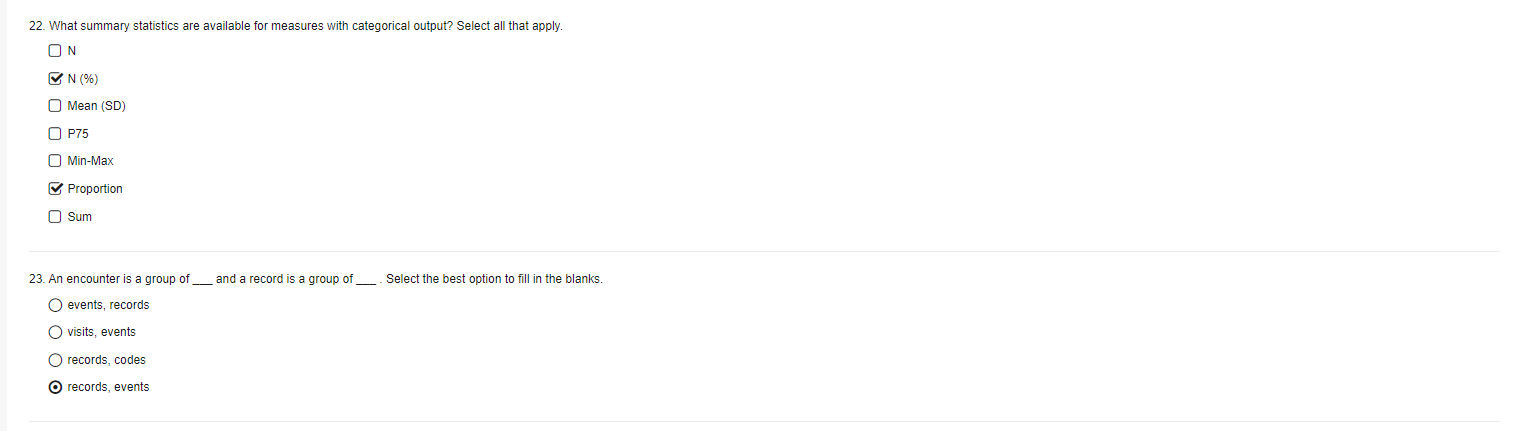 22. What summary statistics are available for measures with categorical output? Select all that apply.
N
N (%)
Mean (SD)
P75
Min-Max
Proportion
Sum
23. An encounter is a group of ___ and a record is a group of ___ . Select the best option to fill in the blanks.
events, records
visits, events
records, codes
records, events